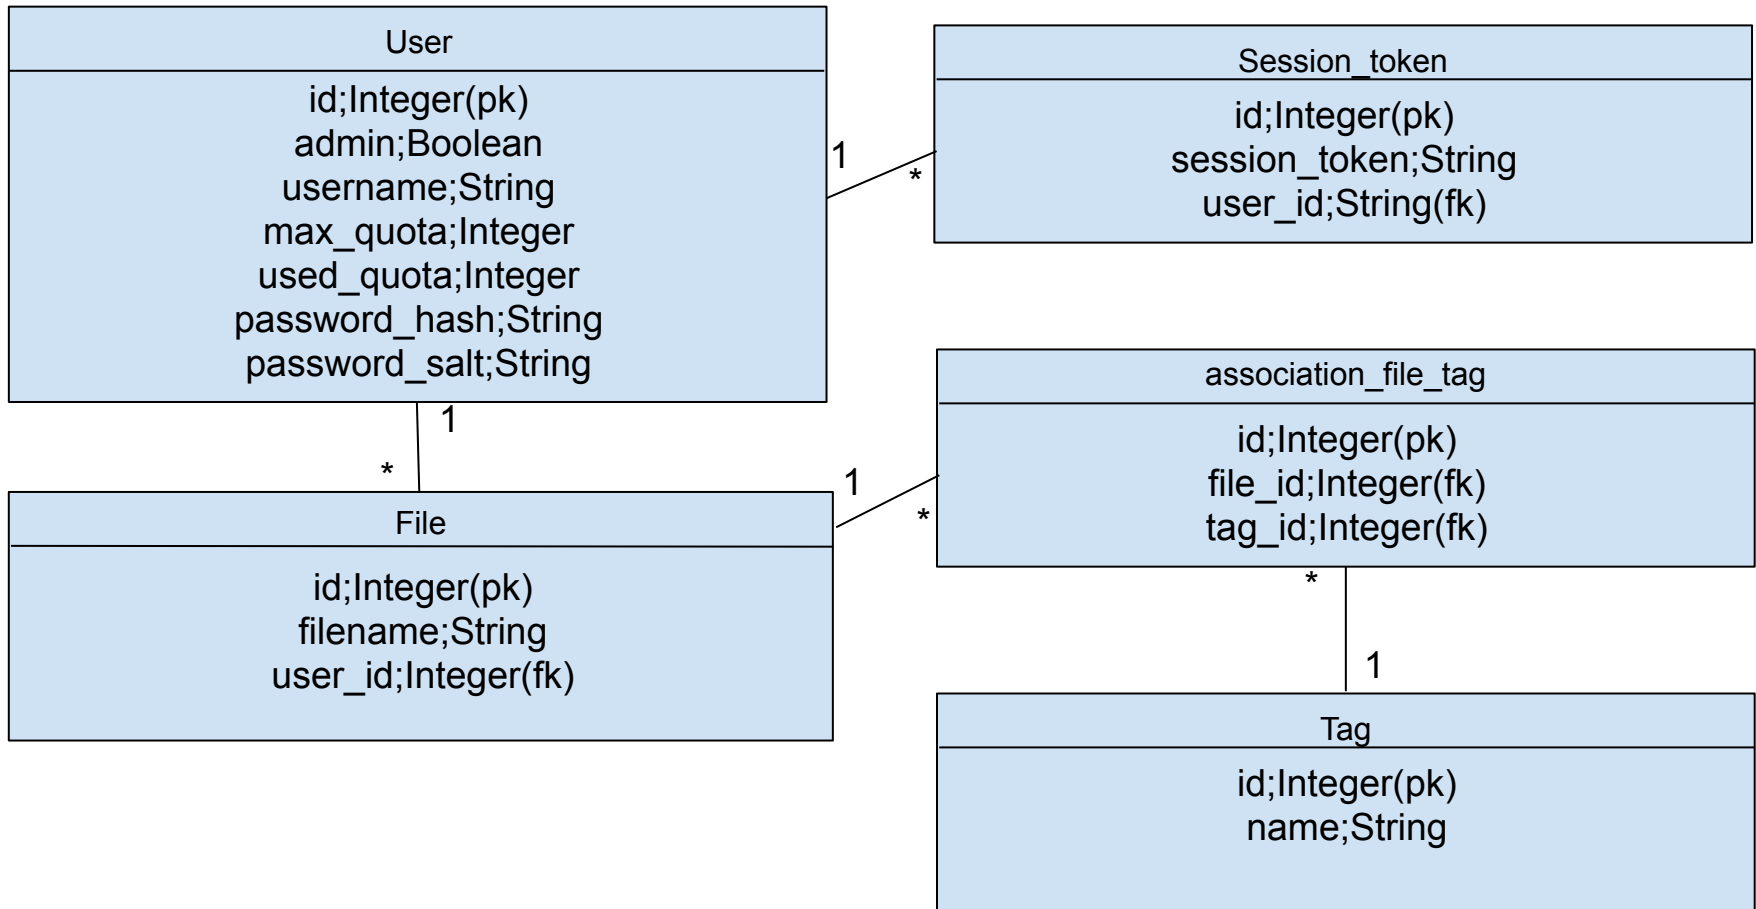 User
id;Integer(pk)
admin;Boolean
username;String
max_quota;Integer
used_quota;Integer
password_hash;String
password_salt;String
1
*
Session_token
id;Integer(pk)
session_token;String
user_id;String(fk)
1
*
File
id;Integer(pk)
filename;String
user_id;Integer(fk)
1
*
association_file_tag
id;Integer(pk)
file_id;Integer(fk)
tag_id;Integer(fk)
*
1
Tag
id;Integer(pk)
name;String